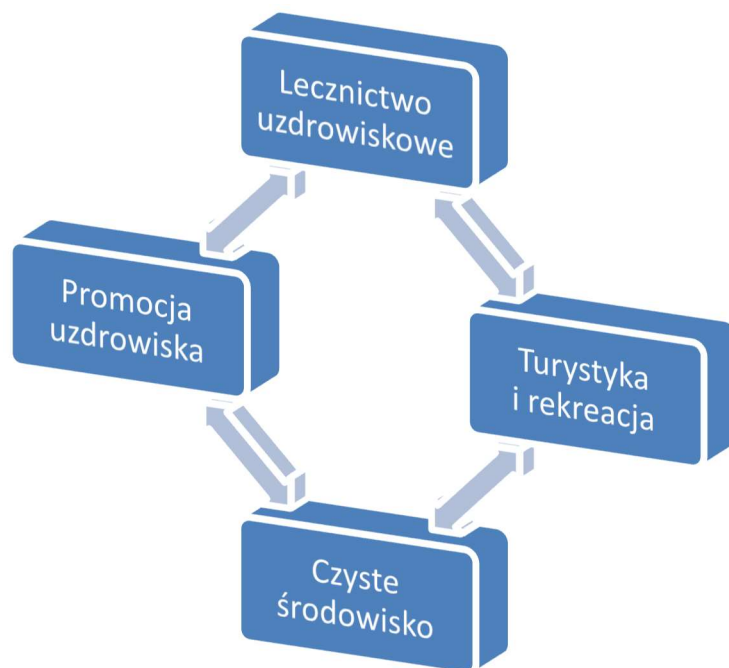 Lecznictwo
uzdrowiskowe
Promocja
uzdrowiska
Turystyka
i rekreacja
Czyste
środowisko